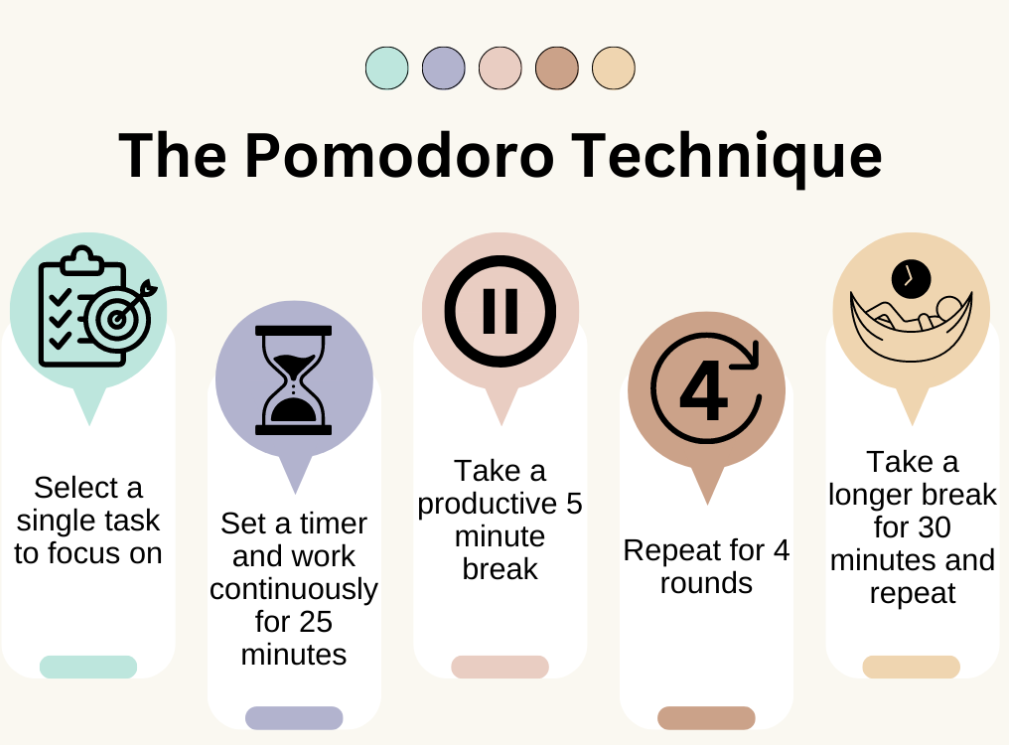 The Pomodoro Technique
Select a
single task
to focus on
Set a timer
and work
continuously
for 25
minutes
Take a
productive 5
minute
break
4
Repeat for 4
rounds
Take a
longer break
for 30
minutes and
repeat